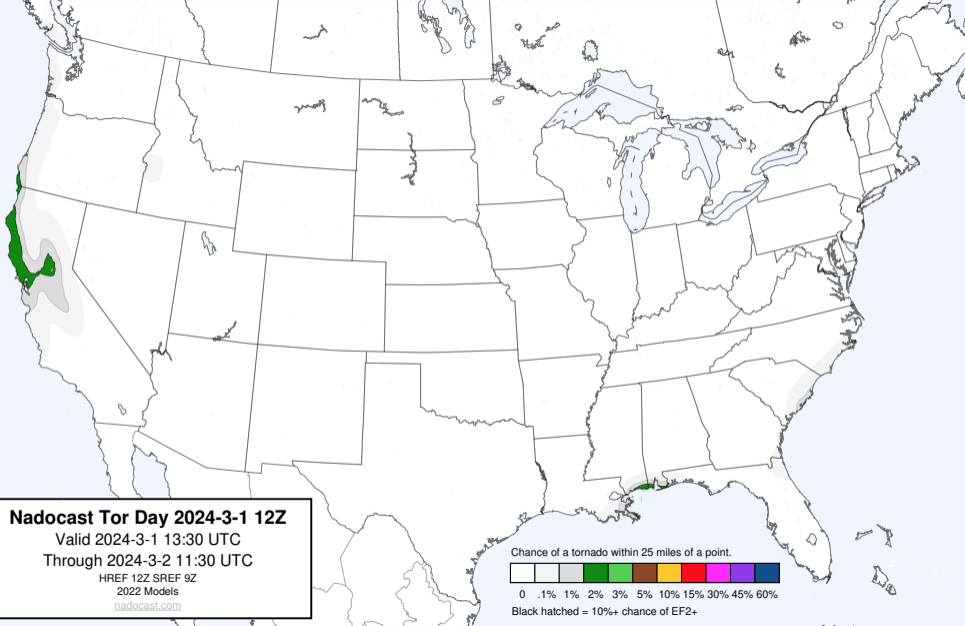 Nadocast Tor Day 2024-3-1 12Z
Valid 2024-3-1 13:30 UTC
Through 2024-3-2 11:30 UTC
HREF 12Z SREF 9Z
2022 Models
nadocast.com
Chance of a tornado within 25 miles of a point.
0 .1% 1% 2% 3% 5% 10% 15% 30% 45% 60%
Black hatched = 10%+ chance of EF2+